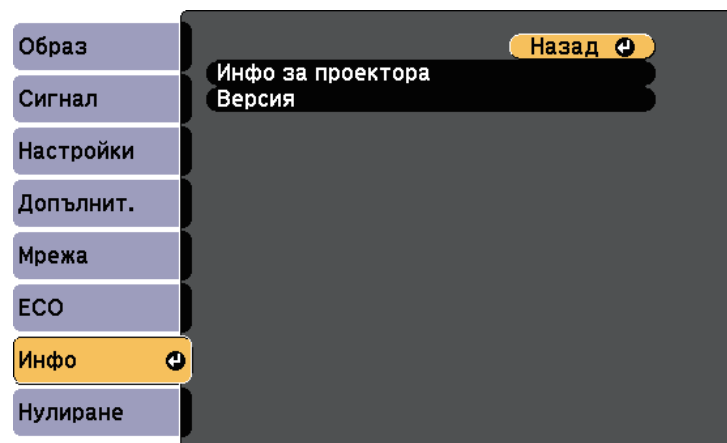 Образ
Сигнал
Настройки
Допълнит.
Мрежа
ECO
Инфо
Нулиране
Назад
Инфо за проектора
Версия